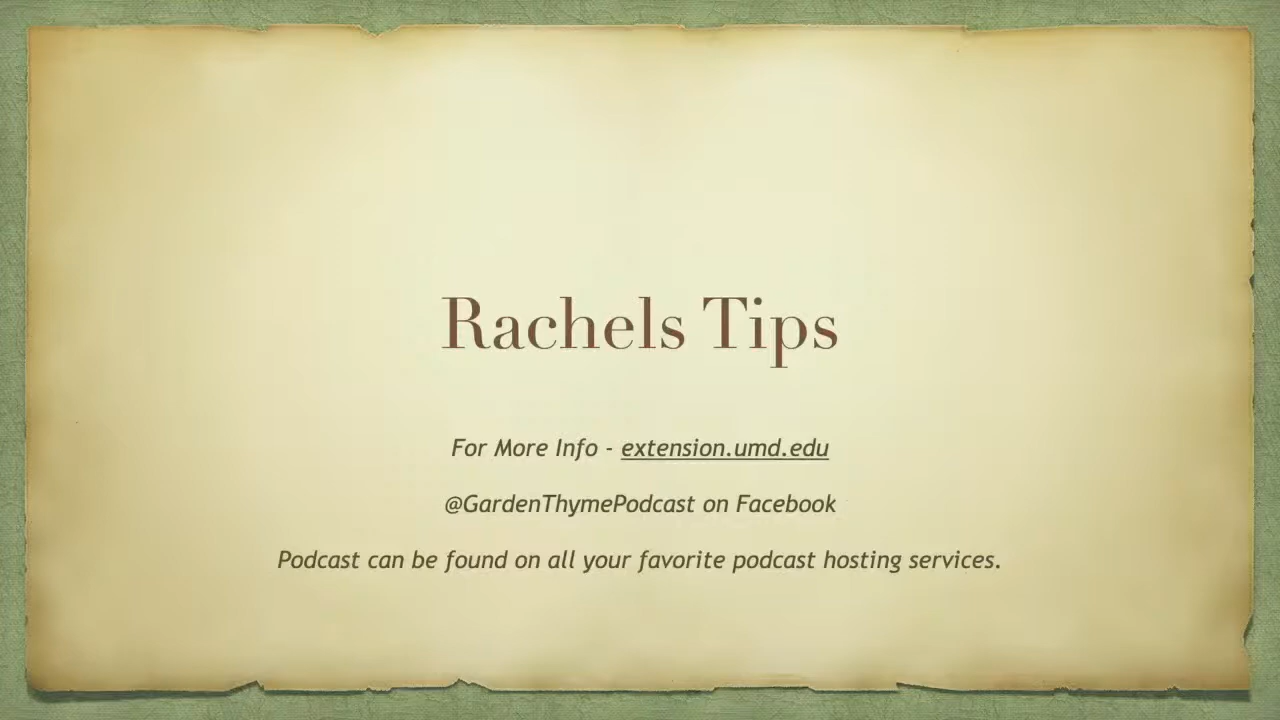 Rachels Tips
For More Info - extension.umd.edu
@GardenThymePodcast on Facebook
Podcast can be found on all your favorite podcast hosting services.